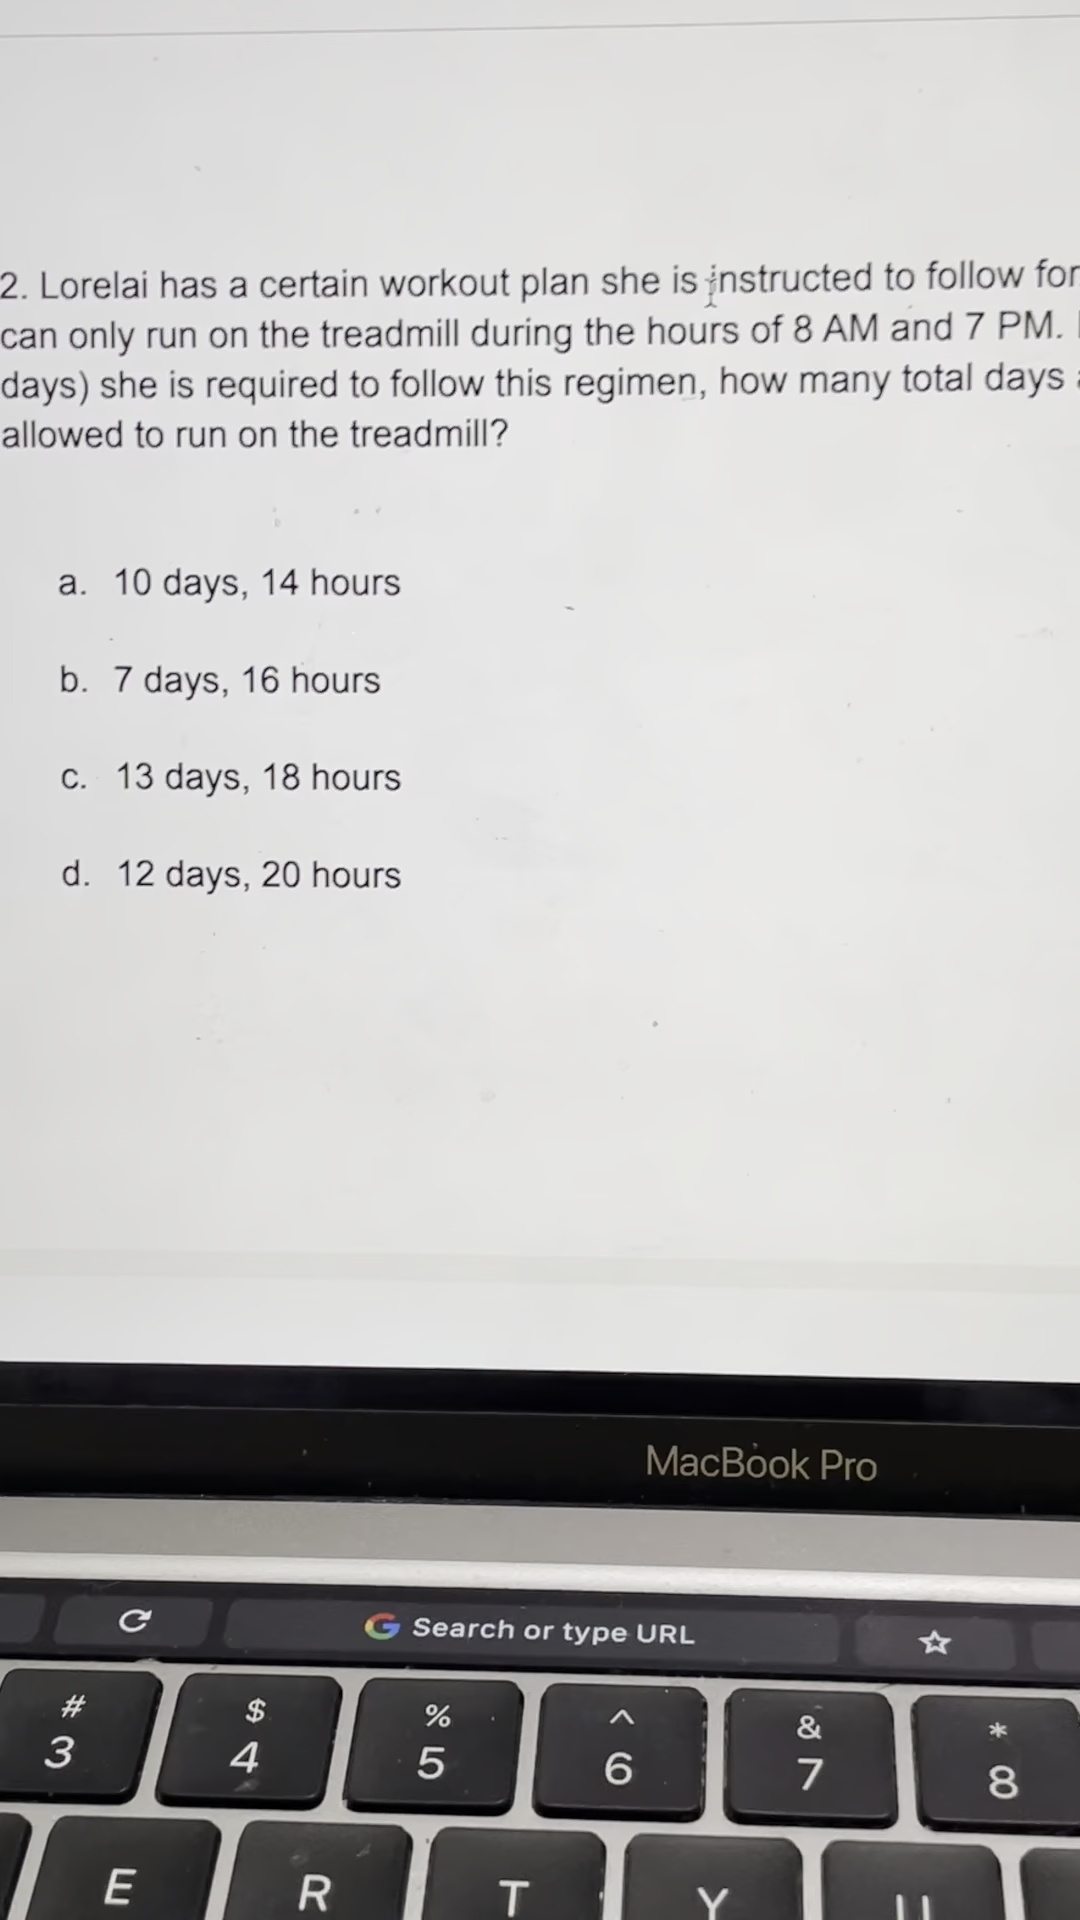 2. Lorelai has a certain workout plan she is instructed to follow for
can only run on the treadmill during the hours of 8 AM and 7 PM.
days) she is required to follow this regimen, how many total days
allowed to run on the treadmill?
a. 10 days, 14 hours
b. 7 days, 16 hours
c. 13 days, 18 hours
d. 12 days, 20 hours
MacBook Pro
G Search or type URL
# $ % ^ & *
3 4 5 6 7 8
E R T Y U